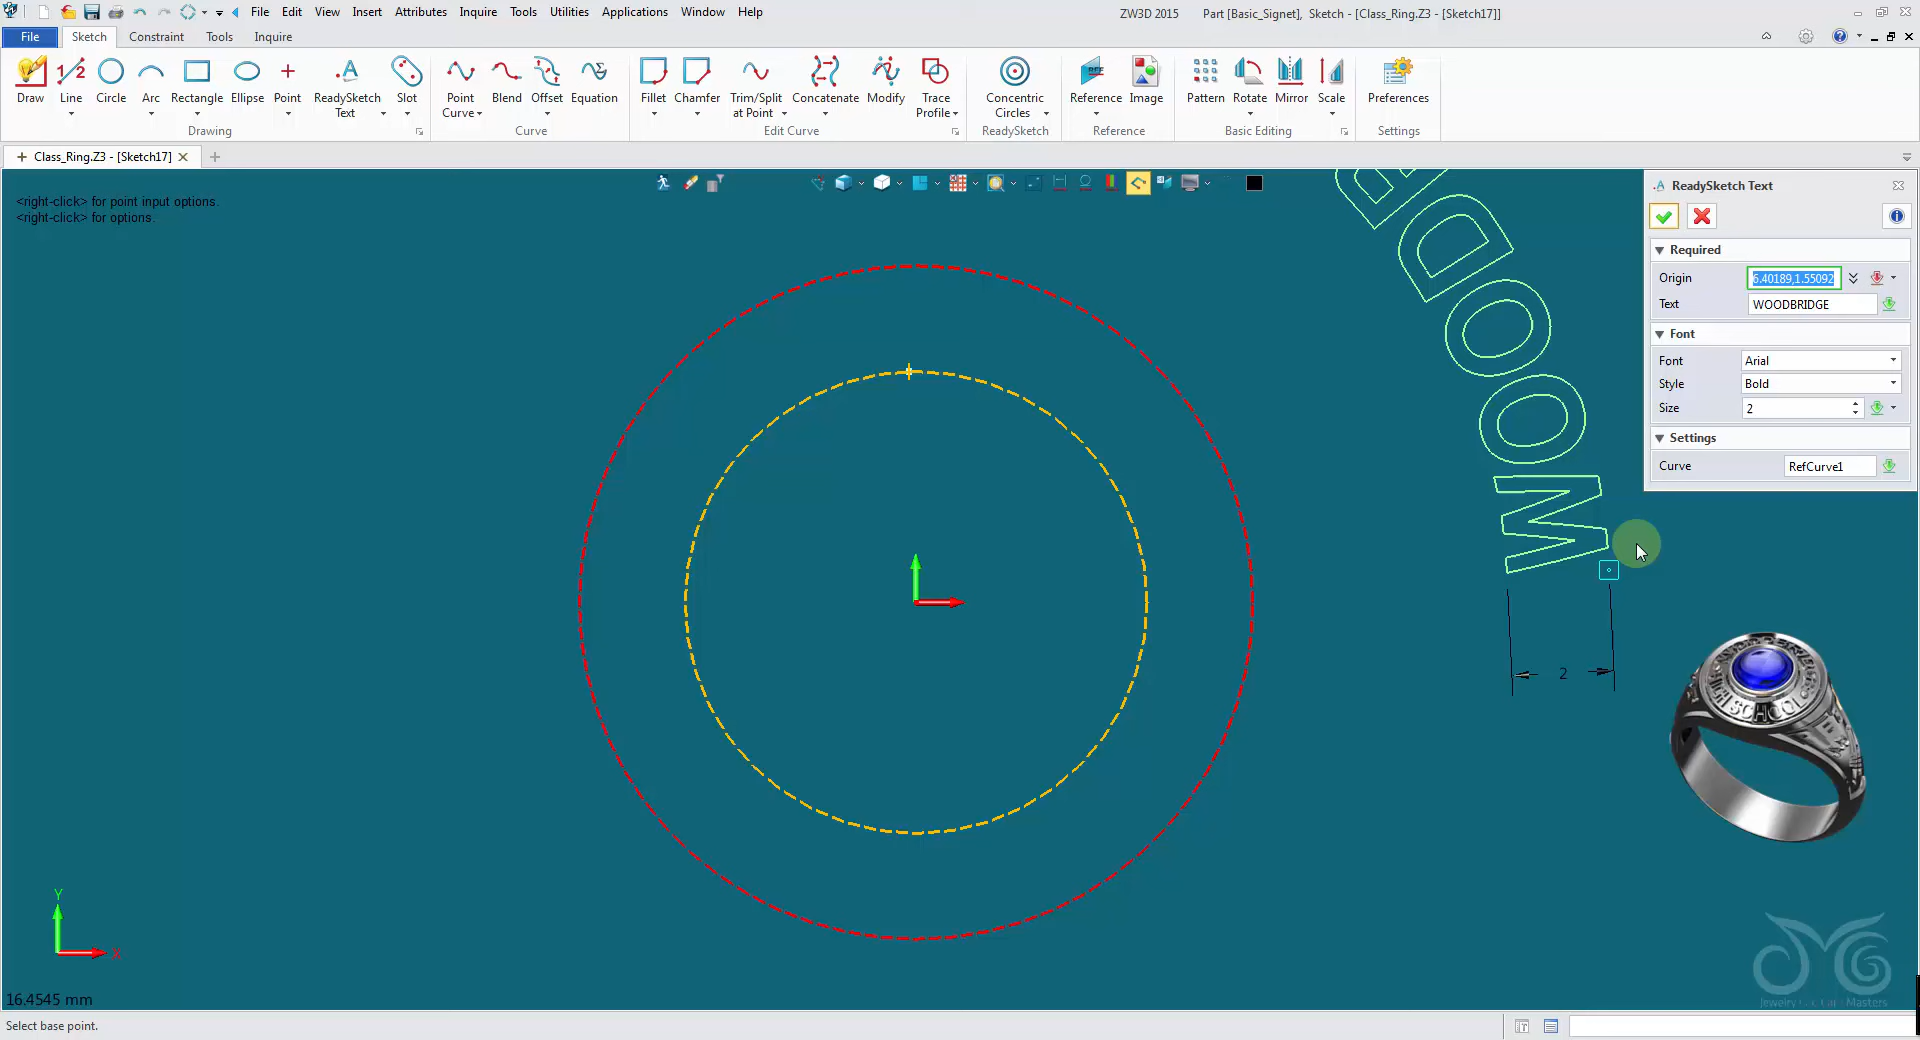 File Edit View Insert Attributes Inquire Tools Utilities Applications Window Help
ZW3D 2015 Part [Basic_Signet], Sketch - [Class_Ring.Z3 - [Sketch17]]
File Sketch Constraint Tools Inquire
Draw Line Circle Arc Rectangle Ellipse Point ReadySketch Text Slot
Point Curve Blend Offset Equation
Fillet Chamfer Trim/Split at Point Concatenate Modify Trace Profile
Concentric Circles
REF
Reference Image
Pattern Rotate Mirror Scale
Preferences
Drawing Curve Edit Curve ReadySketch Reference Basic Editing Settings
Class_Ring.Z3 - [Sketch17]
<right-click> for point input options.
<right-click> for options.
ReadySketch Text
Required
Origin 6.40189,1.55092
Text WOODBRIDGE
Font
Font Arial
Style Bold
Size 2
Settings
Curve RefCurve1
WOODB
2
HIGH SCHOOL
Y
X
16.4545 mm
Select base point.